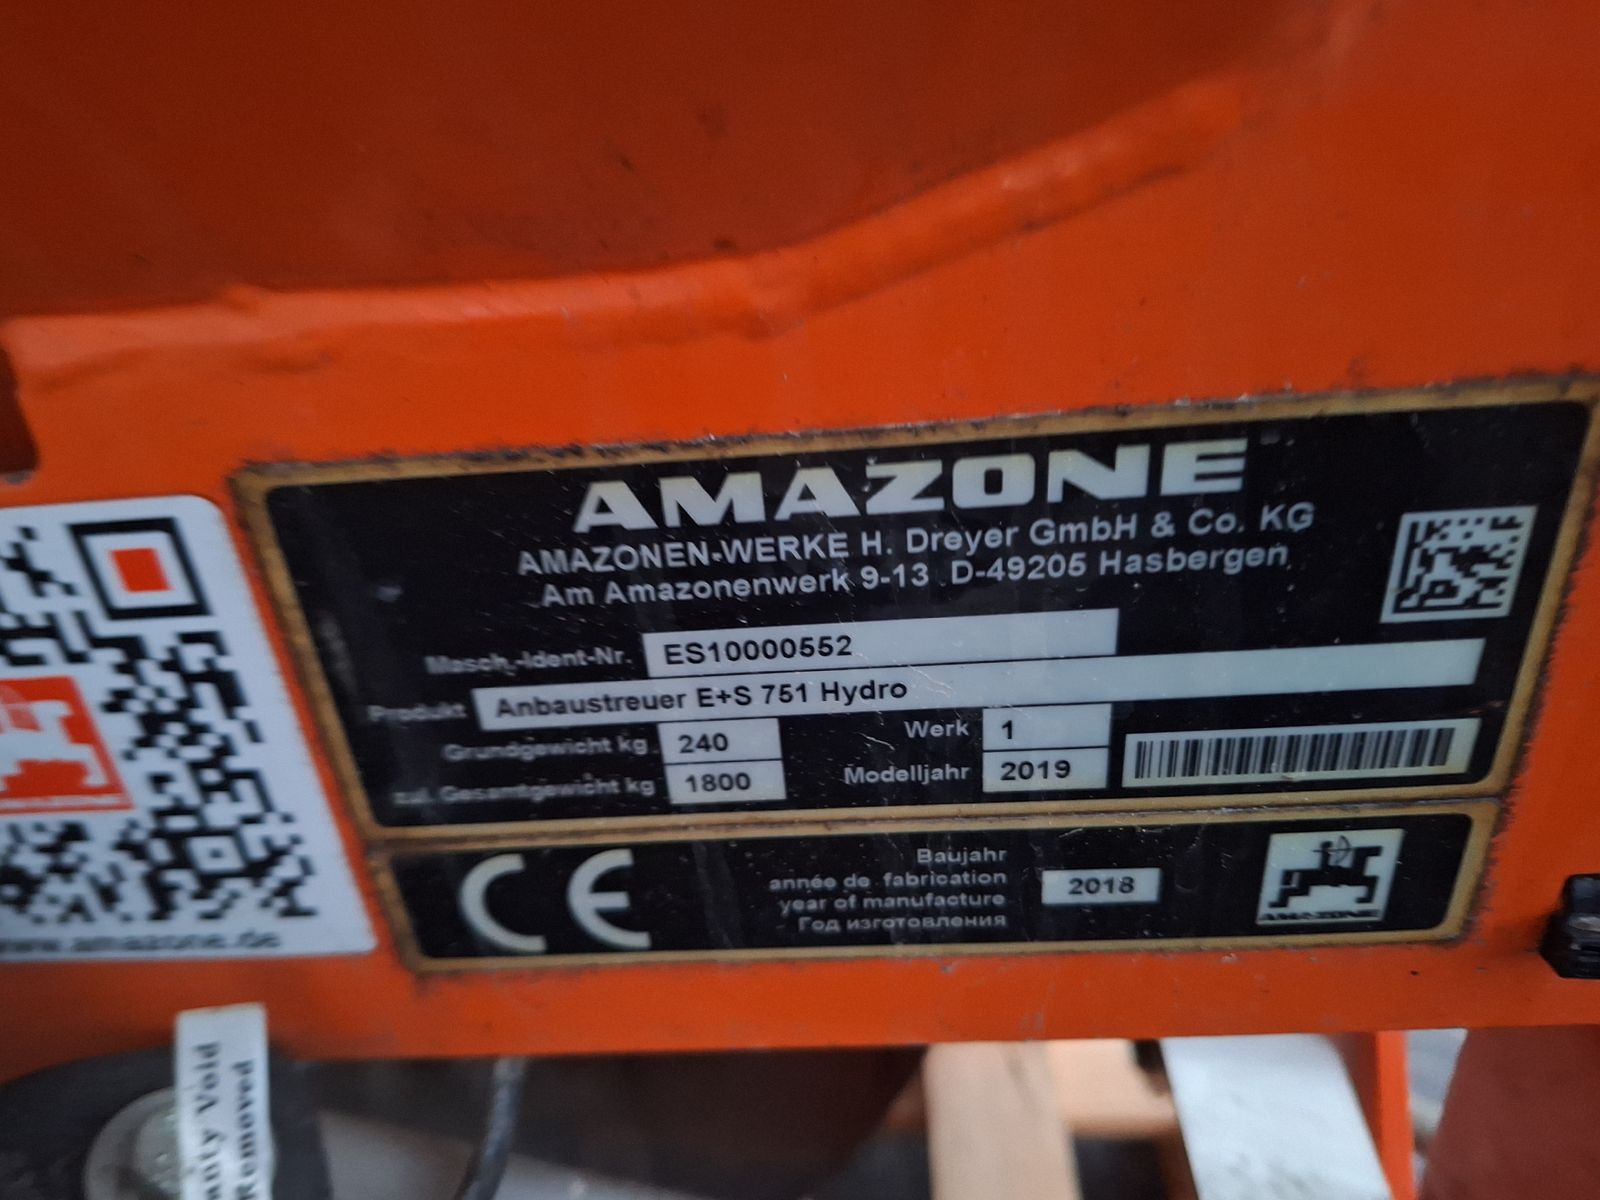 AMAZONE
AMAZONEN-WERKE H. Dreyer GmbH & Co. KG
Am Amazonenwerk 9-13 D-49205 Hasbergen
Masch.-Ident-Nr. ES10000552
Produkt Anbaustreuer E+S 751 Hydro
Grundgewicht kg 240 Werk 1
zul. Gesamtgewicht kg 1800 Modelljahr 2019
CE
Baujahr
année de fabrication
year of manufacture 2018
Год изготовления
AMAZONE
www.amazone.de
Void
Removed